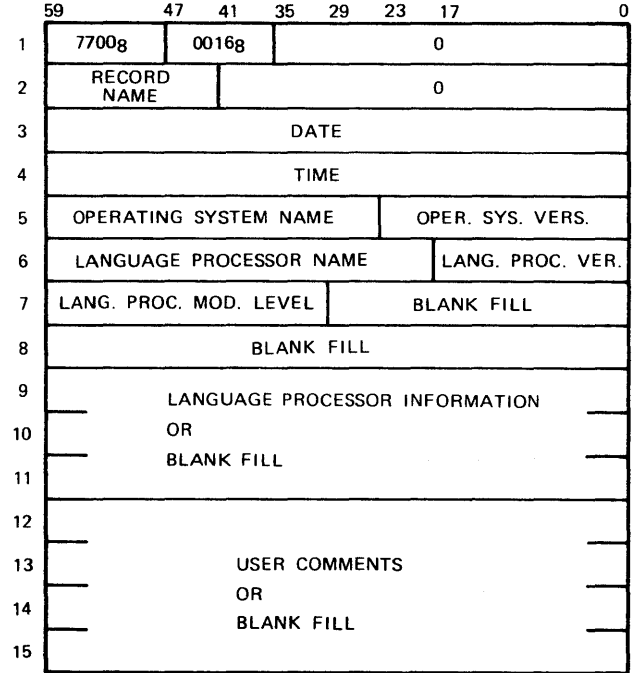 59 47 41 35 29 23 17 0
1 7700₈ 0016₈ 0
RECORD
2 NAME 0
3 DATE
4 TIME
5 OPERATING SYSTEM NAME OPER. SYS. VERS.
6 LANGUAGE PROCESSOR NAME LANG. PROC. VER.
7 LANG. PROC. MOD. LEVEL BLANK FILL
8 BLANK FILL
9 LANGUAGE PROCESSOR INFORMATION
10 OR
11 BLANK FILL
12
13 USER COMMENTS
14 OR
BLANK FILL
15